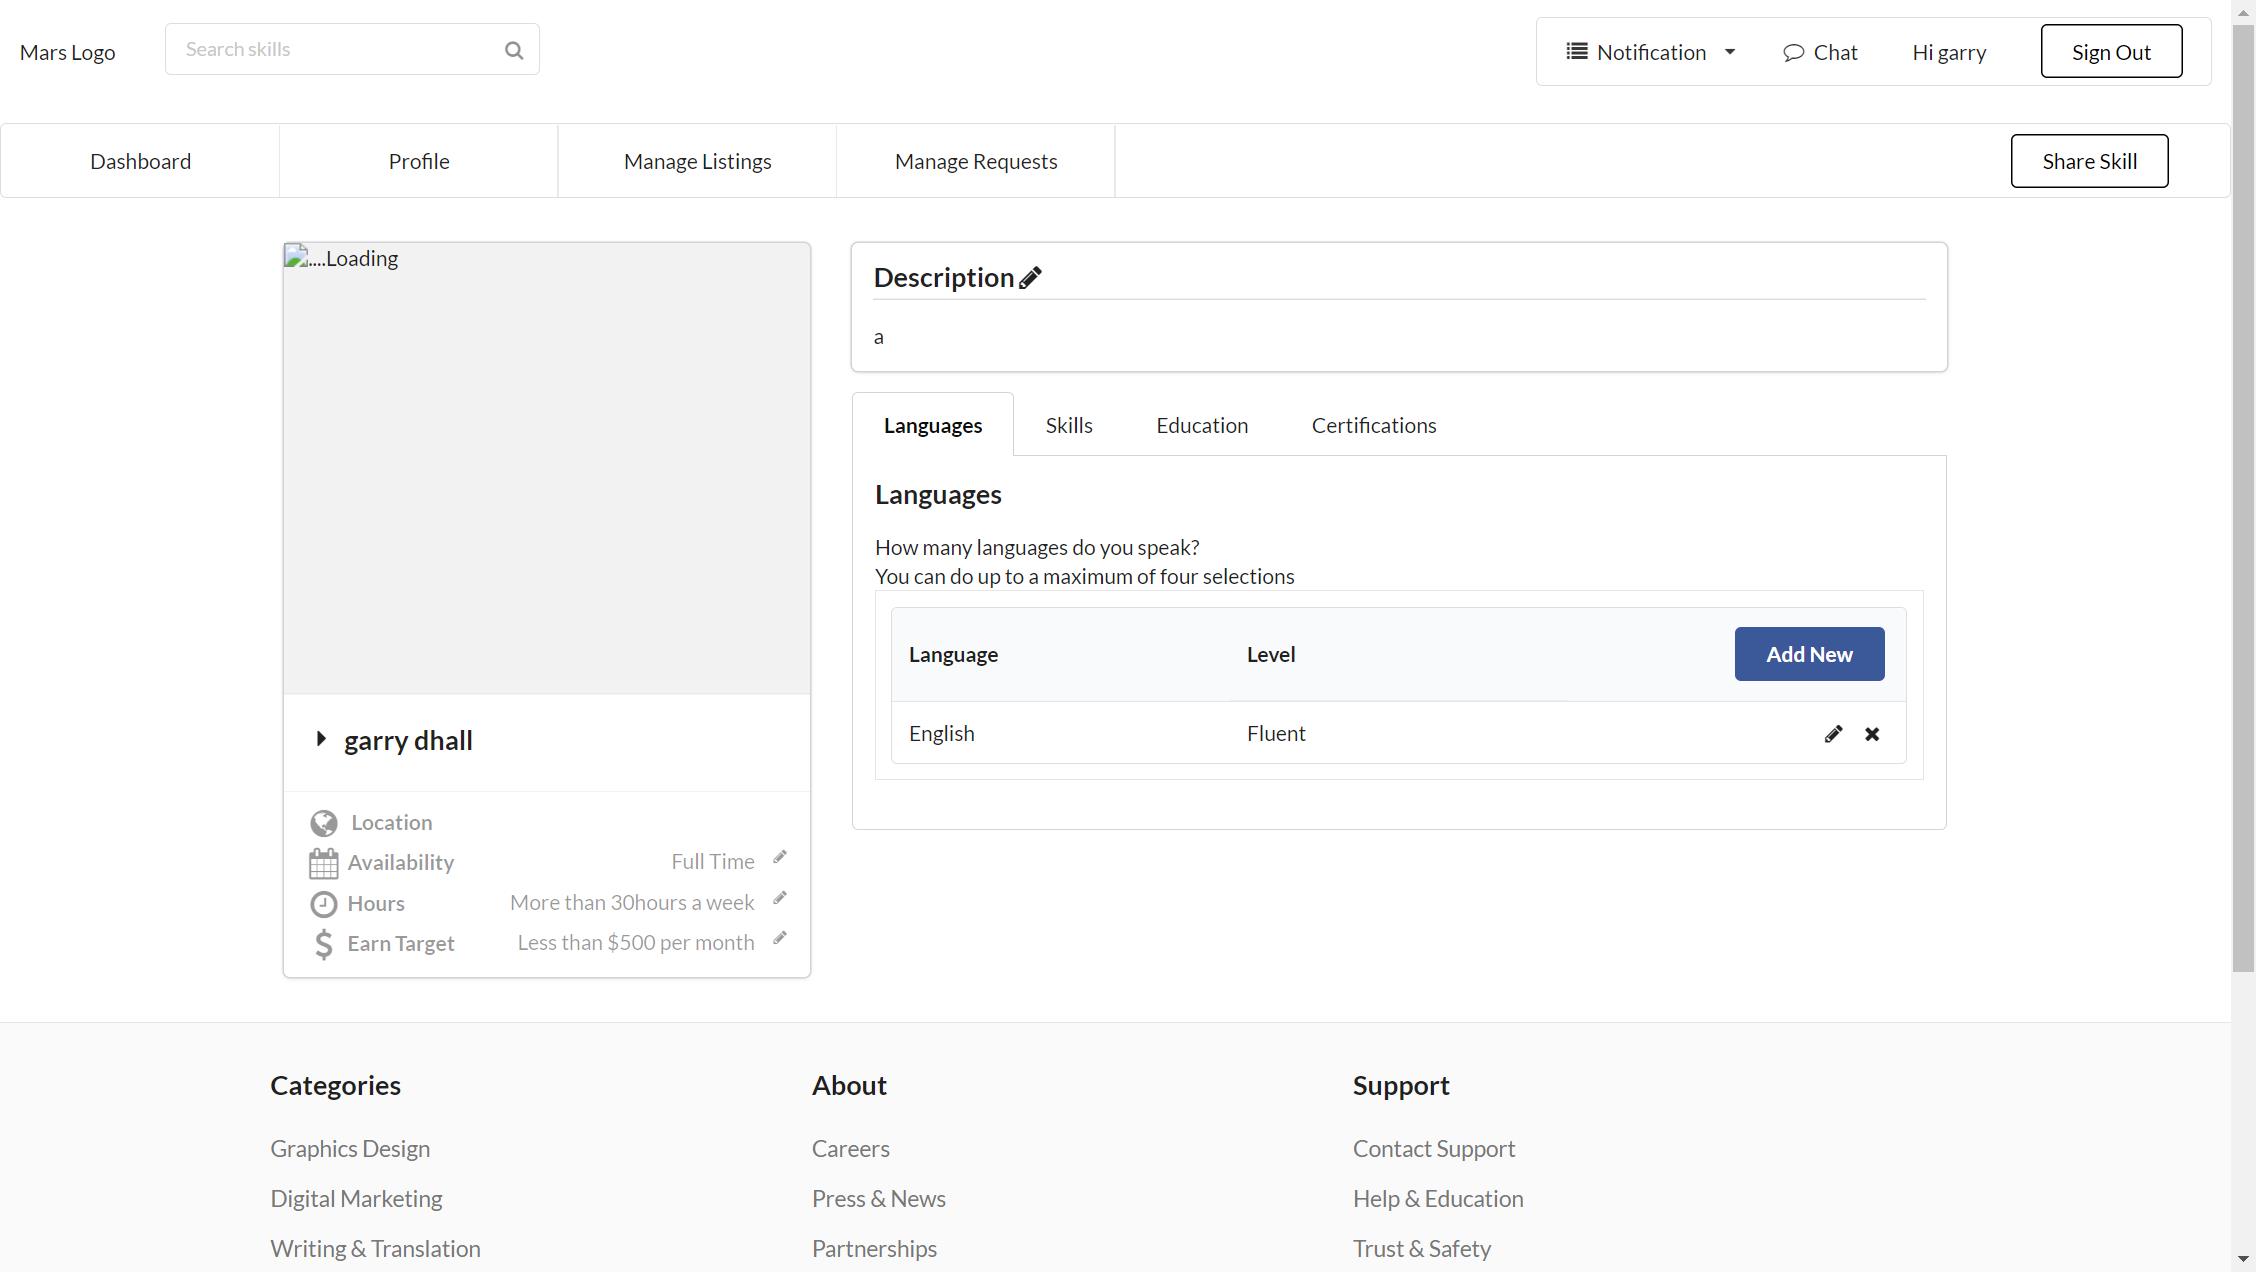 Mars Logo
Search skills
Notification
Chat
Hi garry
Sign Out
Dashboard
Profile
Manage Listings
Manage Requests
Share Skill
....Loading
garry dhall
Location
Availability Full Time
Hours More than 30hours a week
Earn Target Less than $500 per month
Description
a
Languages
Skills
Education
Certifications
Languages
How many languages do you speak?
You can do up to a maximum of four selections
Language Level Add New
English Fluent
Categories
Graphics Design
Digital Marketing
Writing & Translation
About
Careers
Press & News
Partnerships
Support
Contact Support
Help & Education
Trust & Safety